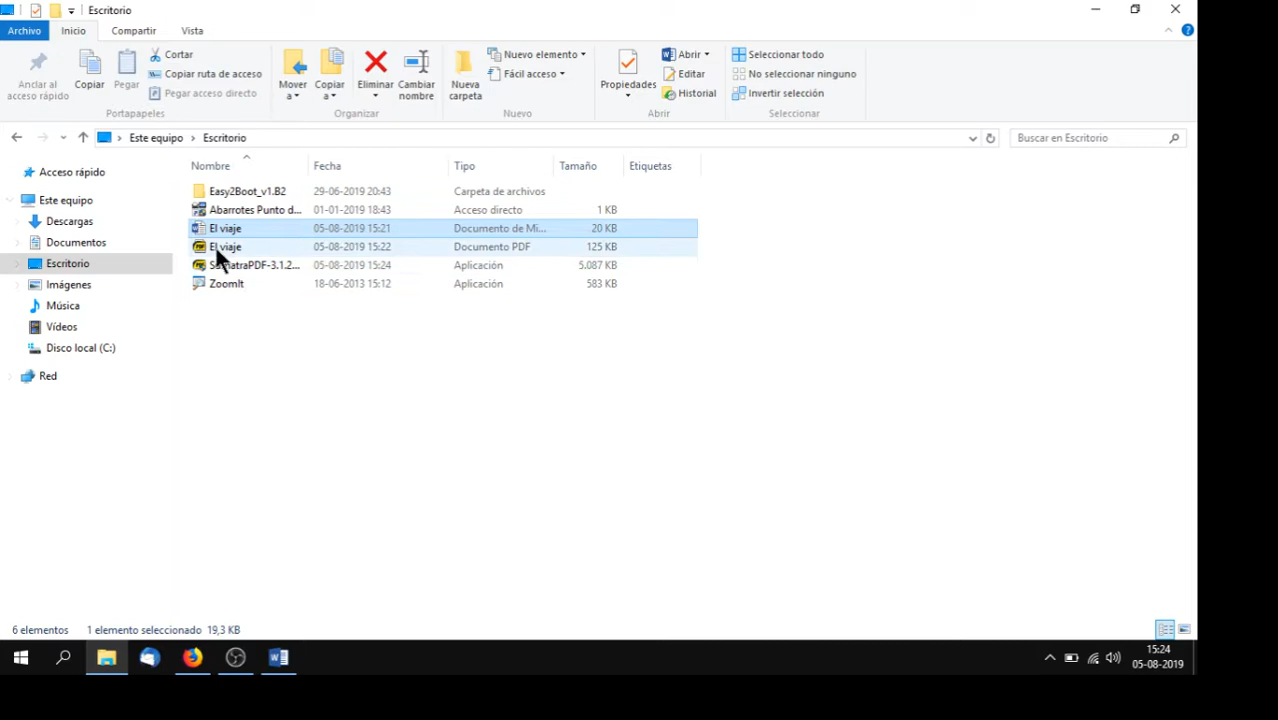 Escritorio
Archivo Inicio Compartir Vista
Anclar al acceso rápido
Copiar
Pegar
Cortar
Copiar ruta de acceso
Pegar acceso directo
Portapapeles
Mover a
Copiar a
Eliminar
Cambiar nombre
Organizar
Nueva carpeta
Nuevo elemento
Fácil acceso
Nuevo
Propiedades
Abrir
Editar
Historial
Abrir
Seleccionar todo
No seleccionar ninguno
Invertir selección
Seleccionar
Este equipo > Escritorio
Buscar en Escritorio
Acceso rápido
Este equipo
Descargas
Documentos
Escritorio
Imágenes
Música
Vídeos
Disco local (C:)
Red
Nombre Fecha Tipo Tamaño Etiquetas
Easy2Boot_v1.B2 29-06-2019 20:43 Carpeta de archivos
Abarrotes Punto d... 01-01-2019 18:43 Acceso directo 1 KB
El viaje 05-08-2019 15:21 Documento de Mi... 20 KB
El viaje 05-08-2019 15:22 Documento PDF 125 KB
SumatraPDF-3.1.2... 05-08-2019 15:24 Aplicación 5.087 KB
ZoomIt 18-06-2013 15:12 Aplicación 583 KB
6 elementos 1 elemento seleccionado 19,3 KB
15:24
05-08-2019